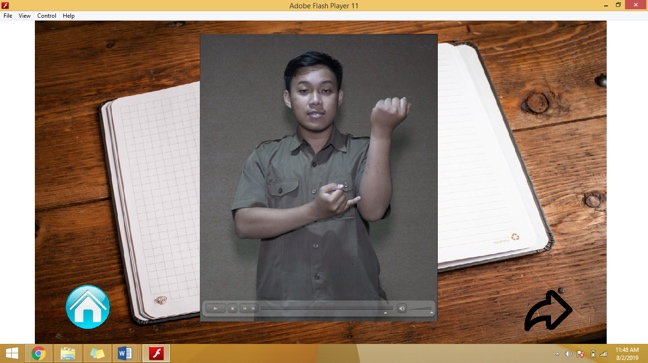 Adobe Flash Player 11
File View Control Help
11:48 AM
8/2/2019